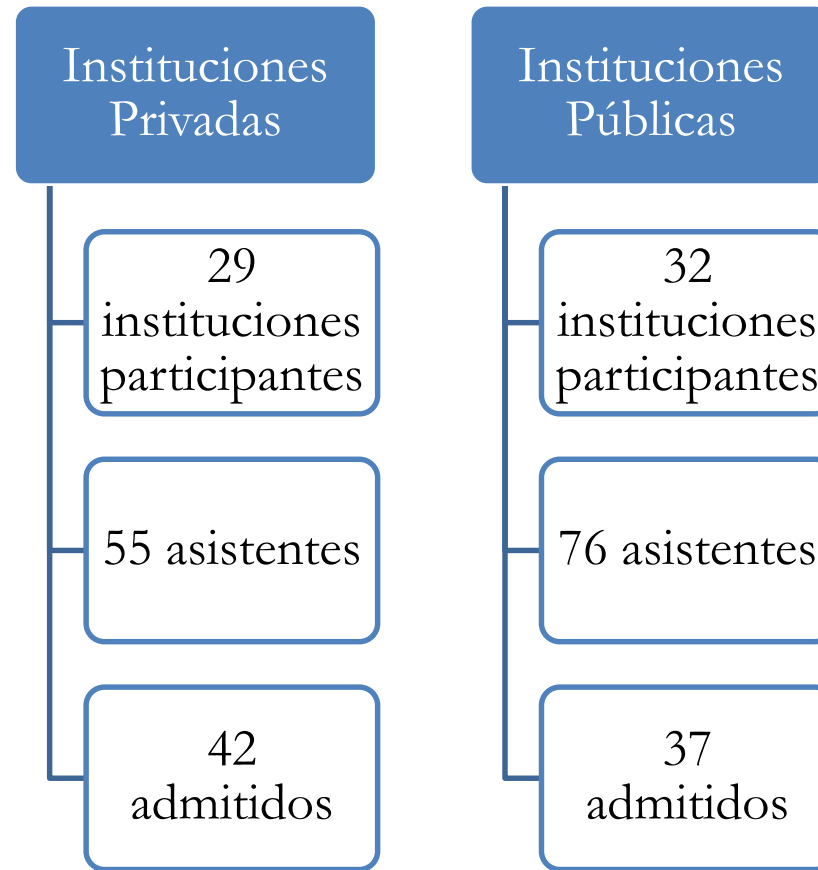 Instituciones
Privadas
29
instituciones
participantes
55 asistentes
42
admitidos
Instituciones
Públicas
32
instituciones
participantes
76 asistentes
37
admitidos